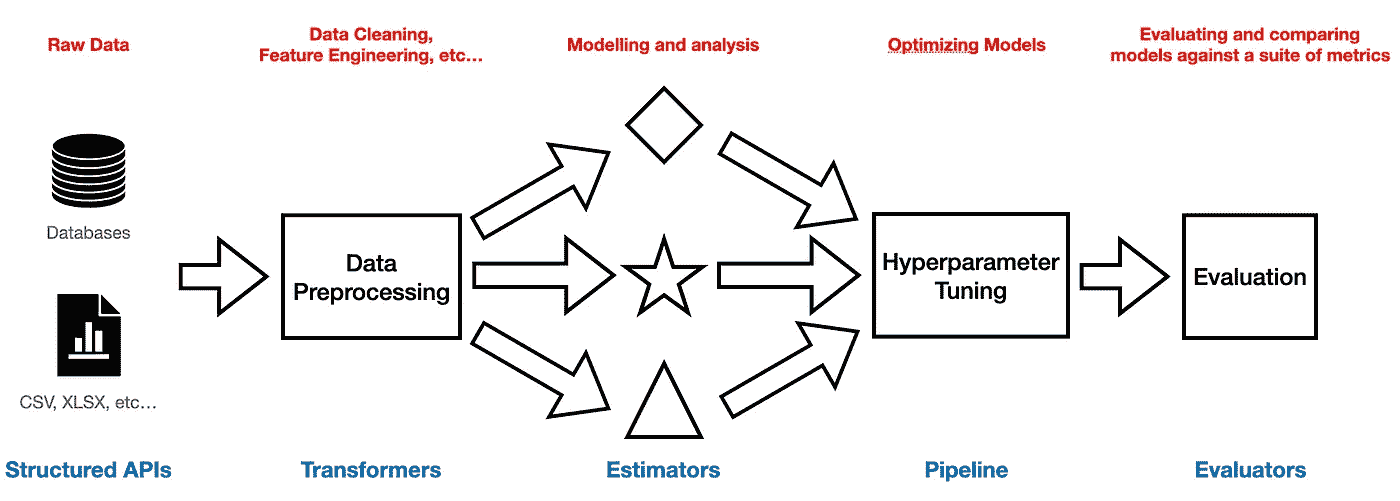 Raw Data
Data Cleaning,
Feature Engineering, etc...
Modelling and analysis
Optimizing Models
Evaluating and comparing
models against a suite of metrics
Databases
CSV, XLSX, etc...
Data
Preprocessing
Hyperparameter
Tuning
Evaluation
Structured APIs
Transformers
Estimators
Pipeline
Evaluators